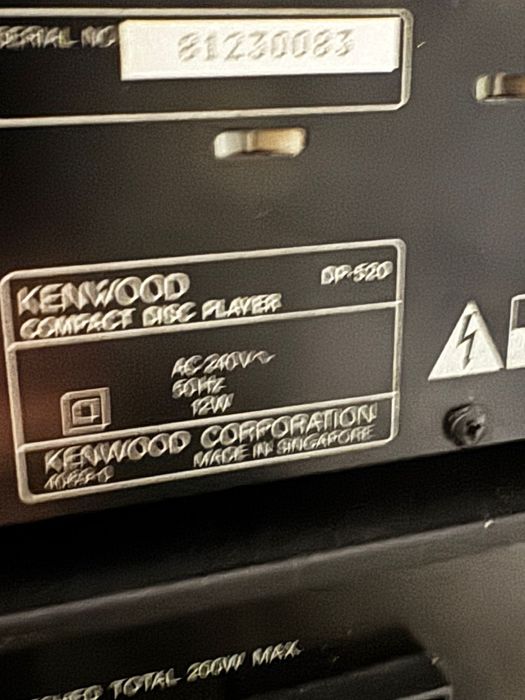 SERIAL NO. 81230083
KENWOOD DP-520
COMPACT DISC PLAYER
AC 240V~
50Hz
12W
KENWOOD CORPORATION
MADE IN SINGAPORE
TOTAL 200W MAX.